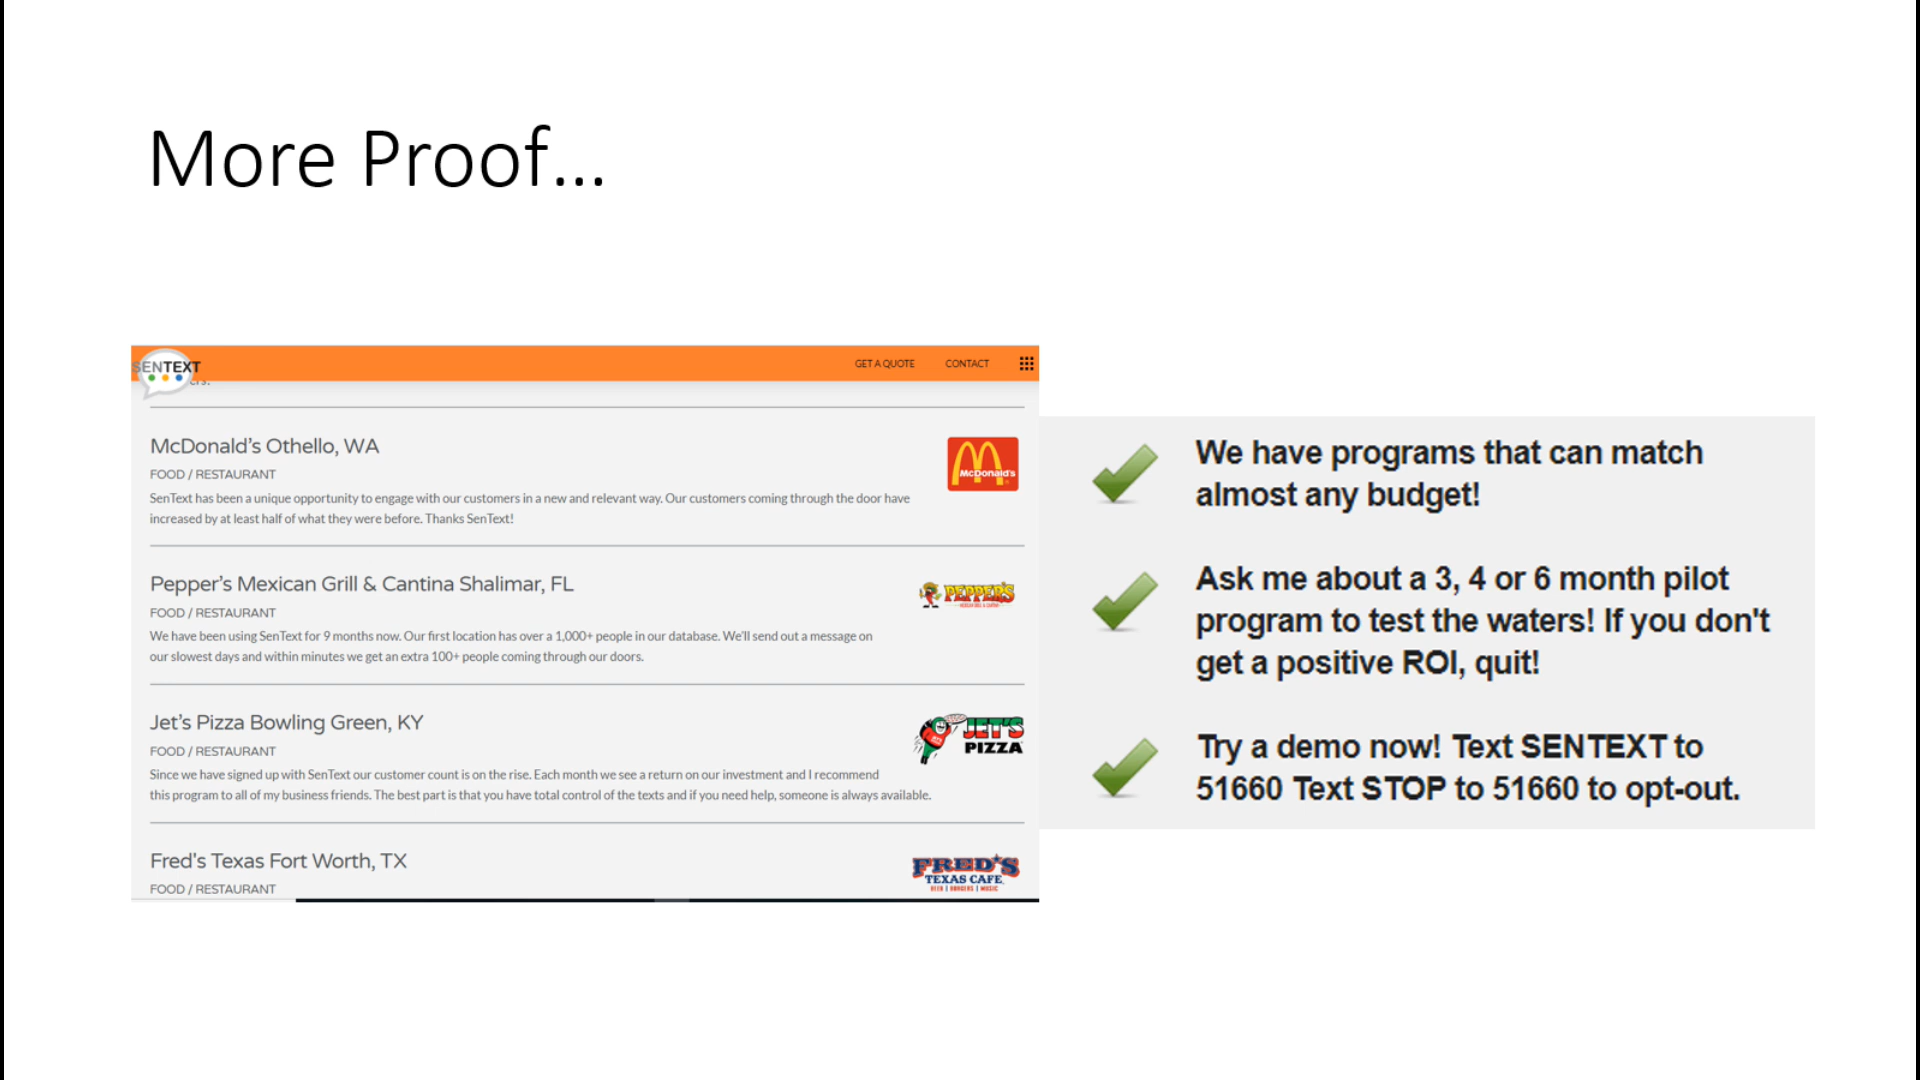 More Proof...
SENTEXT
GET A QUOTE
CONTACT
McDonald's Othello, WA
McDonald's
FOOD / RESTAURANT
SenText has been a unique opportunity to engage with our customers in a new and relevant way. Our customers coming through the door have
increased by at least half of what they were before. Thanks SenText!
Pepper's Mexican Grill & Cantina Shalimar, FL
PEPPER'S
MEXICAN GRILL & CANTINA
FOOD / RESTAURANT
We have been using SenText for 9 months now. Our first location has over a 1,000+ people in our database. We'll send out a message on
our slowest days and within minutes we get an extra 100+ people coming through our doors.
Jet's Pizza Bowling Green, KY
JET'S
PIZZA
FOOD / RESTAURANT
Since we have signed up with SenText our customer count is on the rise. Each month we see a return on our investment and I recommend
this program to all of my business friends. The best part is that you have total control of the texts and if you need help, someone is always available.
Fred's Texas Fort Worth, TX
FRED'S
TEXAS CAFE
BEER | BURGERS | MUSIC
FOOD / RESTAURANT
We have programs that can match
almost any budget!
Ask me about a 3, 4 or 6 month pilot
program to test the waters! If you don't
get a positive ROI, quit!
Try a demo now! Text SENTEXT to
51660 Text STOP to 51660 to opt-out.